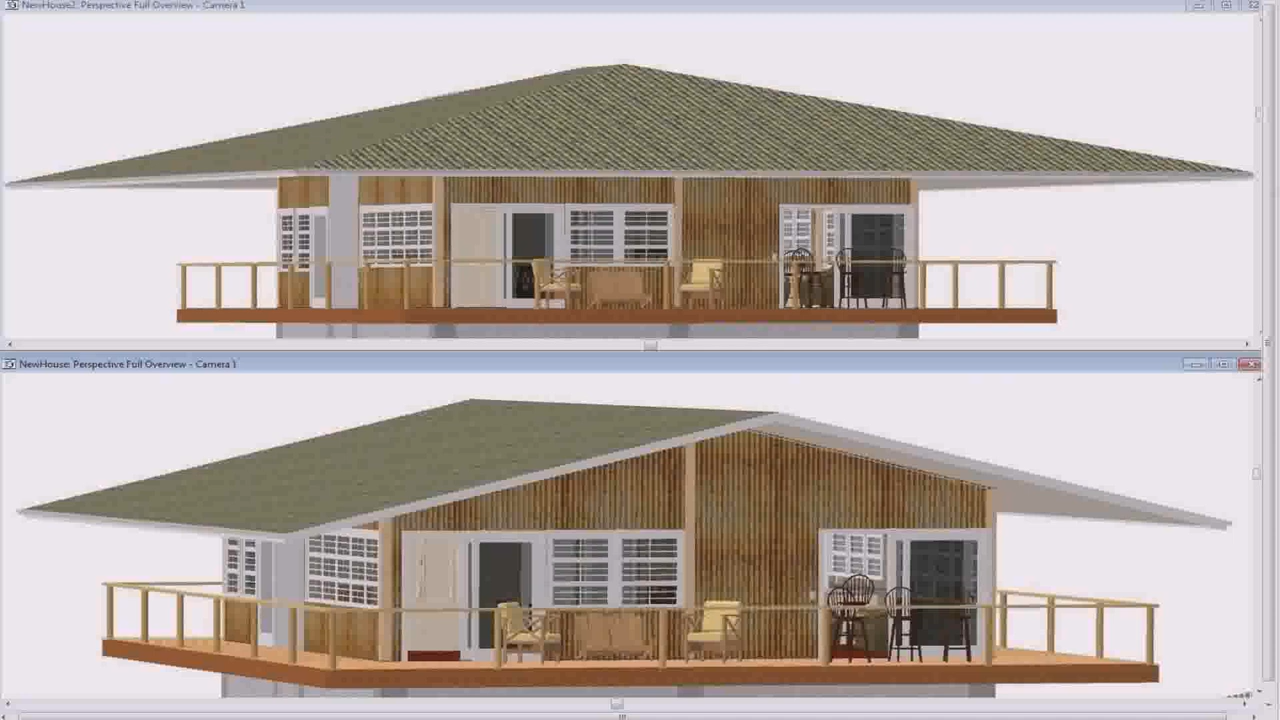 NewHouse2: Perspective Full Overview - Camera 1
NewHouse: Perspective Full Overview - Camera 1